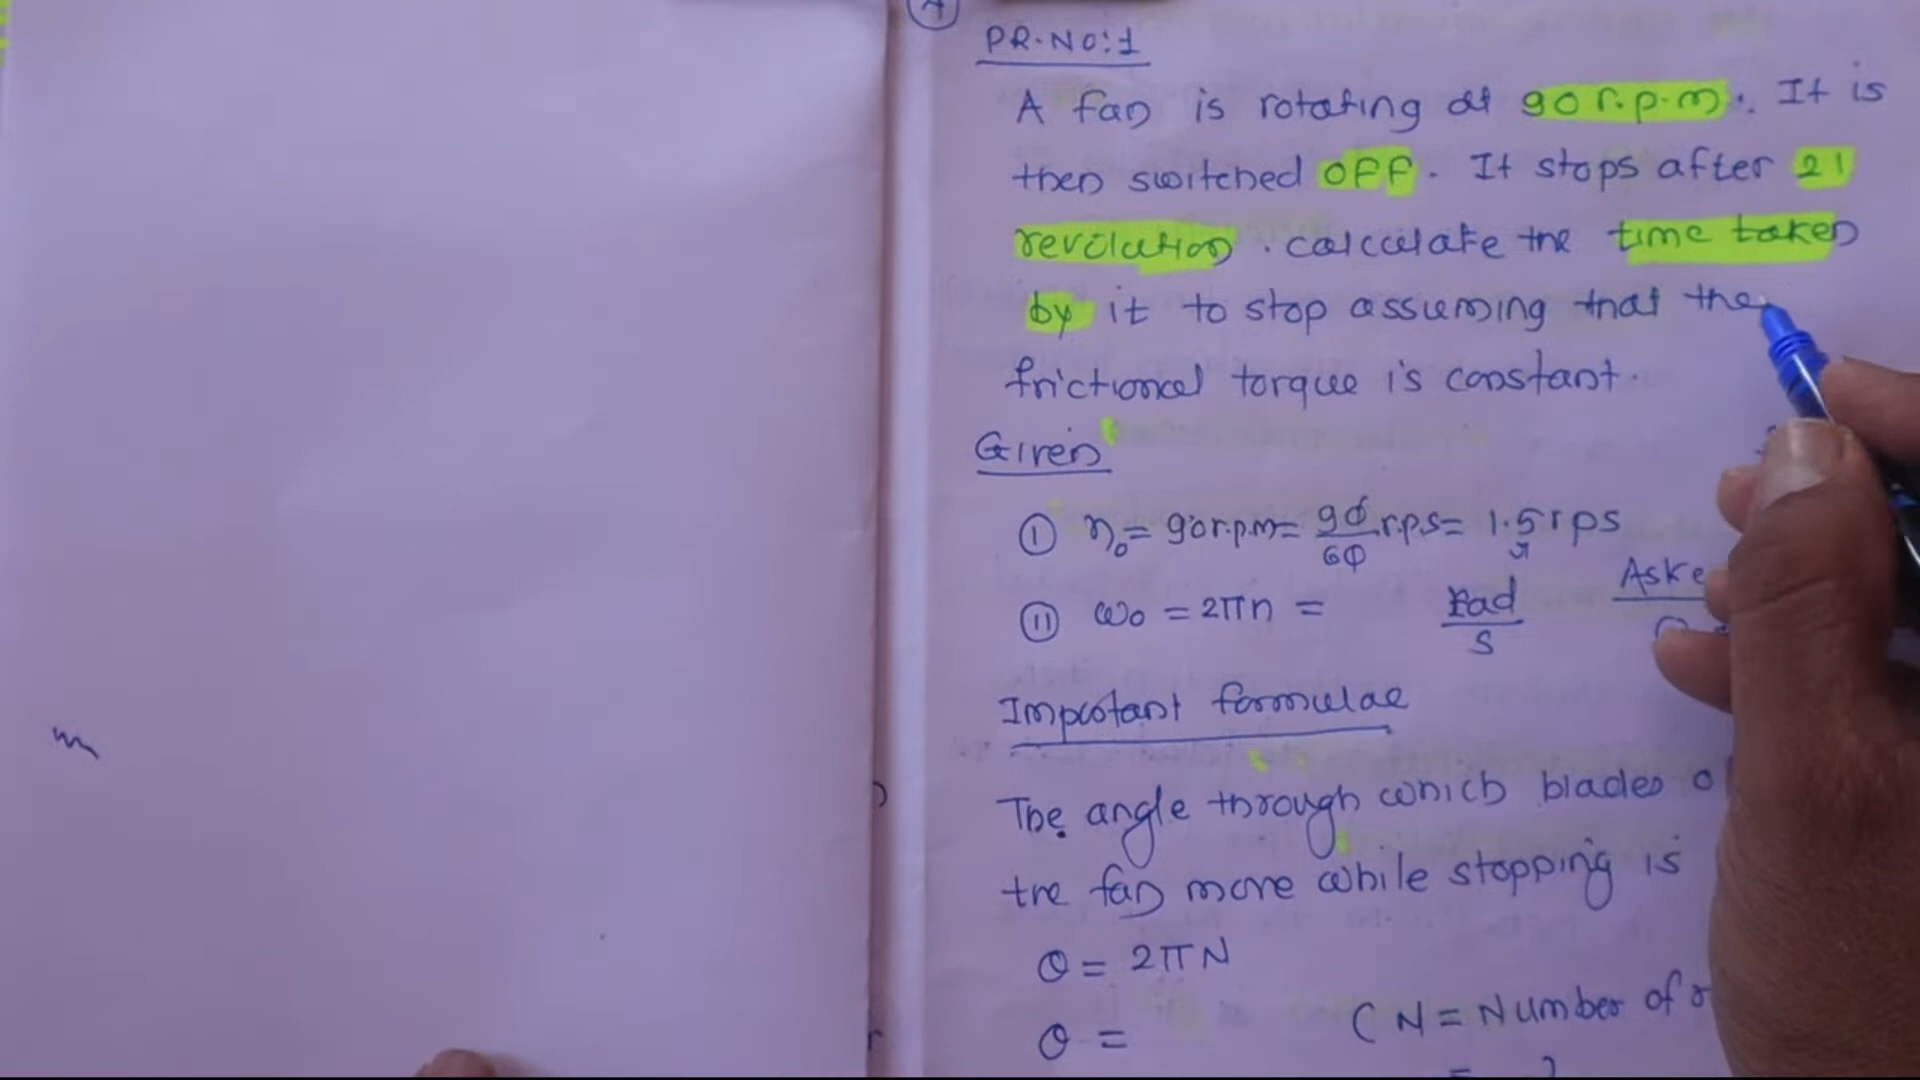 PR.NO:1
A fan is rotating at 90 r.p.m. It is
then switched OFF. It stops after 21
revolution. calculate the time taken
by it to stop assuming that the
frictional torque is constant.
Given
(I) n₀ = 90 r.p.m = 90/60 r.p.s = 1.5 r p s
(II) ω₀ = 2πn = rad/s
Aske
Important formulae
The angle through which blades o
the fan move while stopping is
θ = 2πN
(N = Number of r
θ =